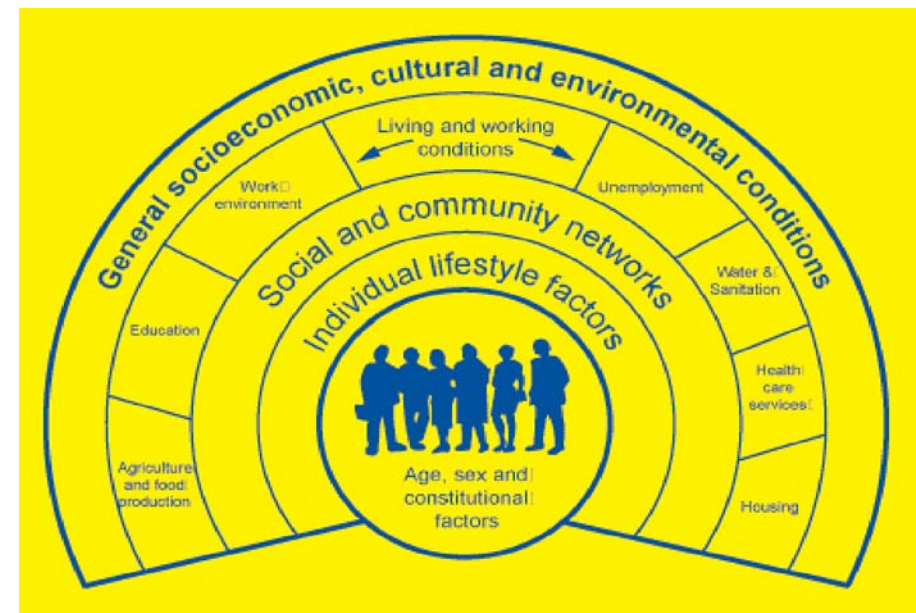 General socioeconomic, cultural and environmental conditions
Living and working
conditions
Work
environment
Unemployment
Education
Water &
Sanitation
Agriculture
and food
production
Health
care
services
Housing
Social and community networks
Individual lifestyle factors
Age, sex and
constitutional
factors